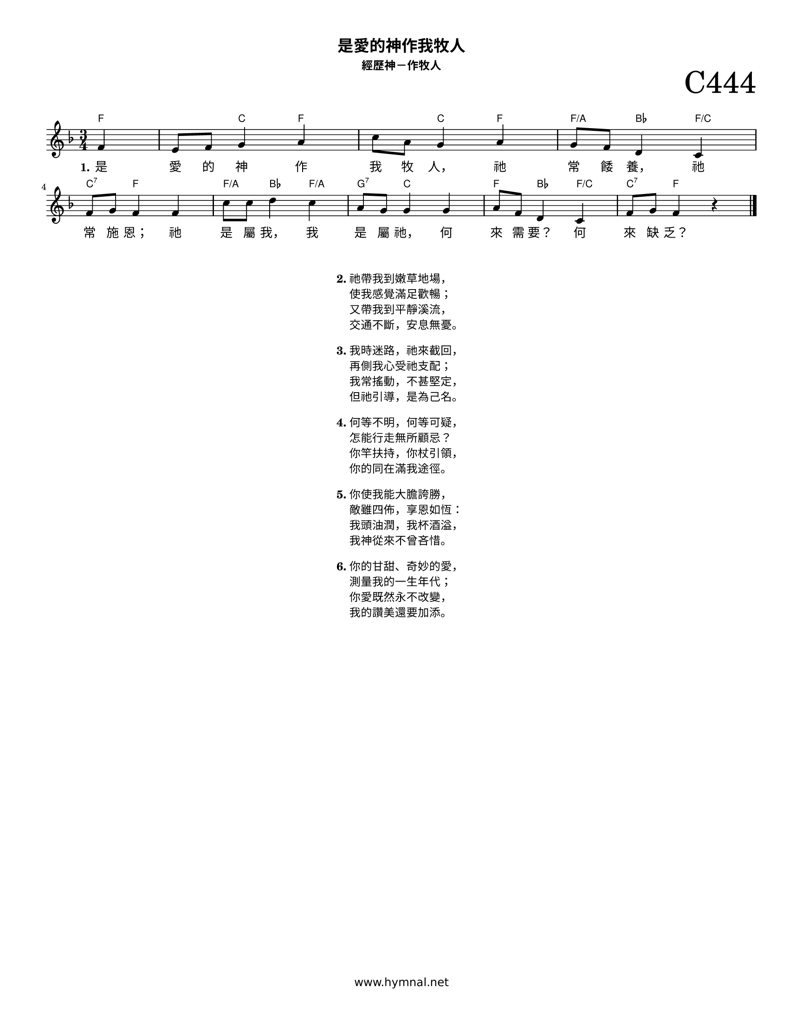 是愛的神作我牧人
經歷神－作牧人
C444
F C F C F F/A B♭ F/C
3
4
1. 是 愛 的 神 作 我 牧 人， 祂 常 餧 養， 祂
4
C7 F F/A B♭ F/A G7 C F B♭ F/C C7 F
常 施 恩； 祂 是 屬 我， 我 是 屬 祂， 何 來 需 要？ 何 來 缺 乏？
2. 祂帶我到嫩草地場，
使我感覺滿足歡暢；
又帶我到平靜溪流，
交通不斷，安息無憂。
3. 我時迷路，祂來截回，
再側我心受祂支配；
我常搖動，不甚堅定，
但祂引導，是為己名。
4. 何等不明，何等可疑，
怎能行走無所顧忌？
你竿扶持，你杖引領，
你的同在滿我途徑。
5. 你使我能大膽誇勝，
敵雖四佈，享恩如恆：
我頭油潤，我杯酒溢，
我神從來不曾吝惜。
6. 你的甘甜、奇妙的愛，
測量我的一生年代；
你愛既然永不改變，
我的讚美還要加添。
www.hymnal.net